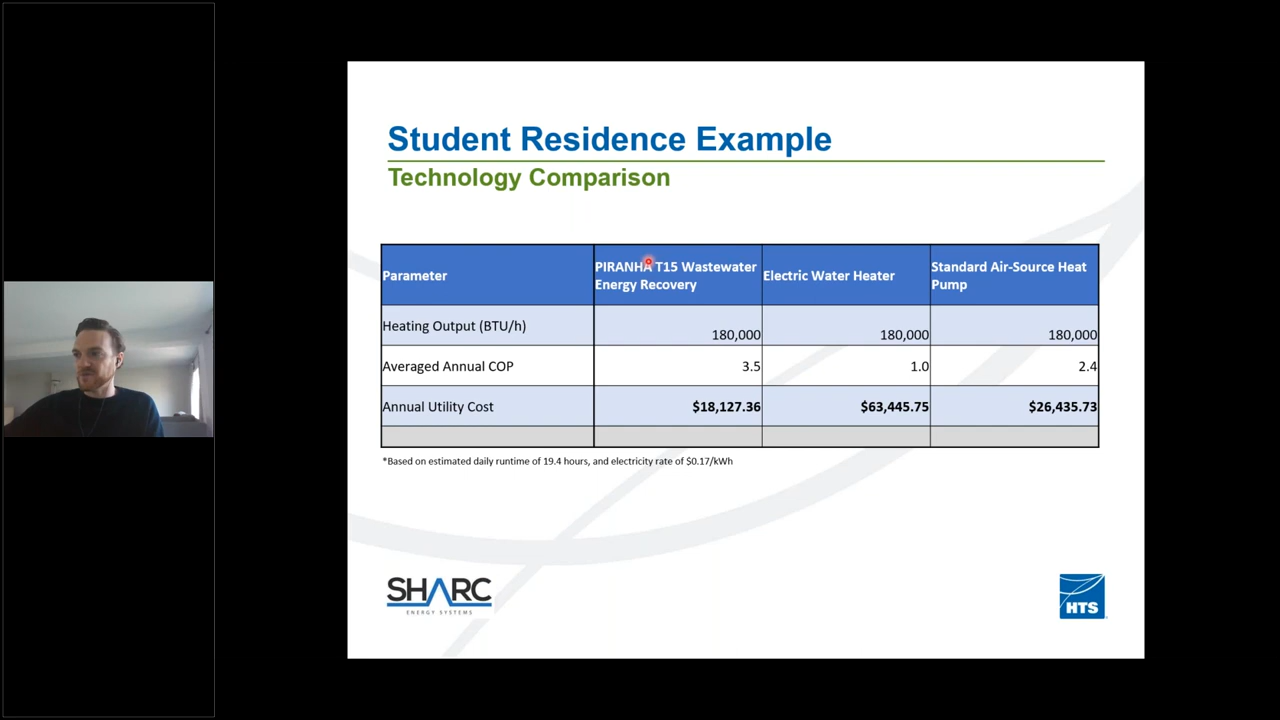 Student Residence Example
Technology Comparison
Parameter
PIRANHA T15 Wastewater
Energy Recovery
Electric Water Heater
Standard Air-Source Heat
Pump
Heating Output (BTU/h)
180,000
180,000
180,000
Averaged Annual COP
3.5
1.0
2.4
Annual Utility Cost
$18,127.36
$63,445.75
$26,435.73
*Based on estimated daily runtime of 19.4 hours, and electricity rate of $0.17/kWh
SHARC
ENERGY SYSTEMS
HTS